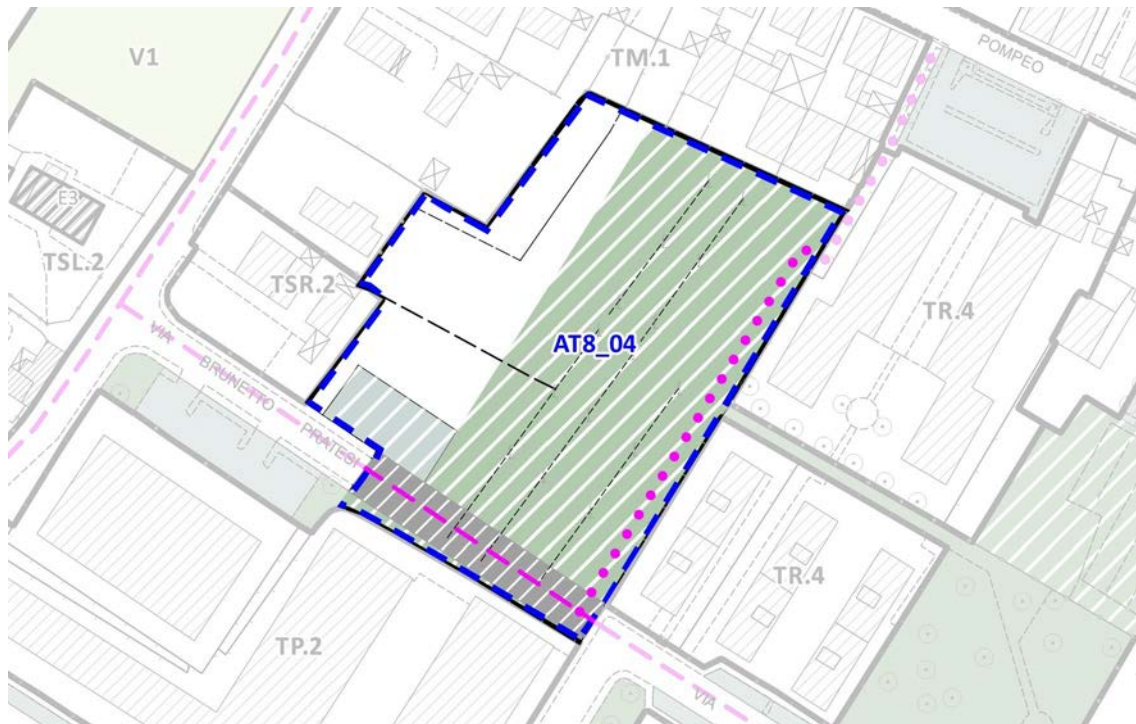 V1
TM.1
POMPEO
E3
TSL.2
TSR.2
TR.4
AT8_04
VIA
BRUNETTO
PRATESI
TR.4
TP.2
VIA